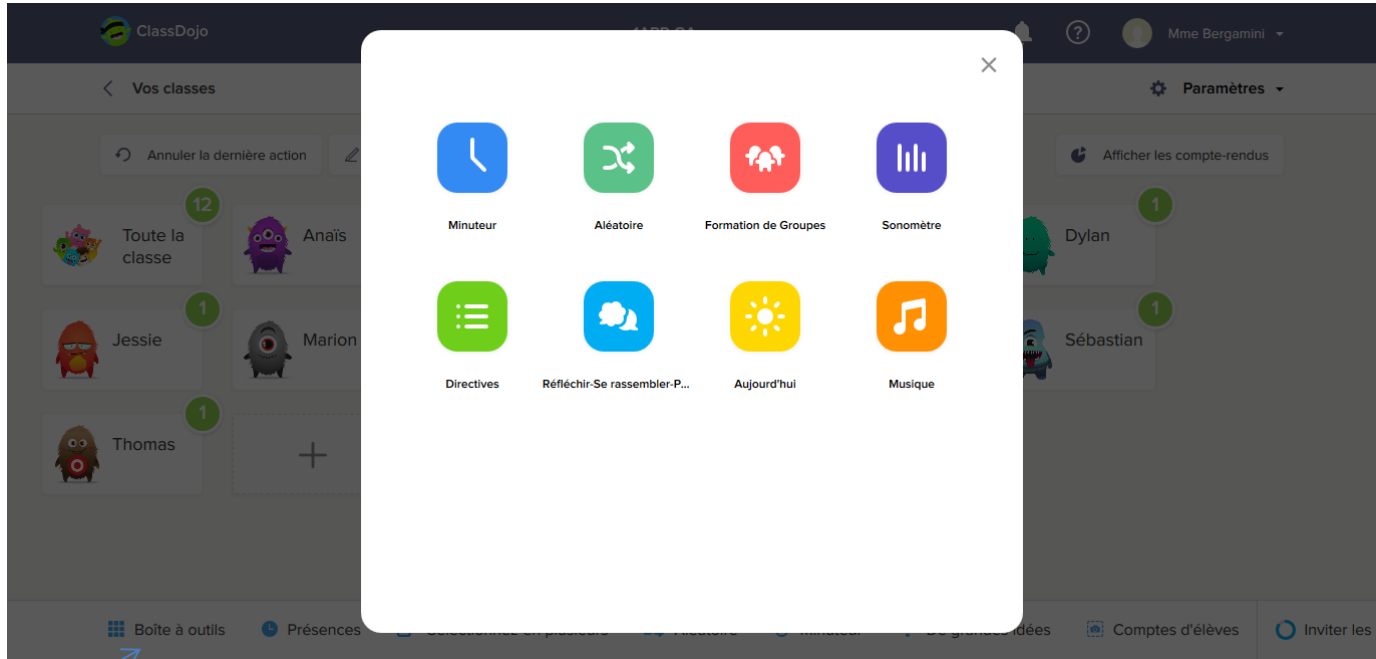 ClassDojo
Mme Bergamini
Vos classes
Paramètres
Annuler la dernière action
Afficher les compte-rendus
Minuteur
Aléatoire
Formation de Groupes
Sonomètre
12
Toute la
classe
Anaïs
1
Dylan
Directives
Réfléchir-Se rassembler-P...
Aujourd'hui
Musique
1
Jessie
Marion
1
Sébastian
1
Thomas
Boîte à outils
Présences
idées
Comptes d'élèves
Inviter les